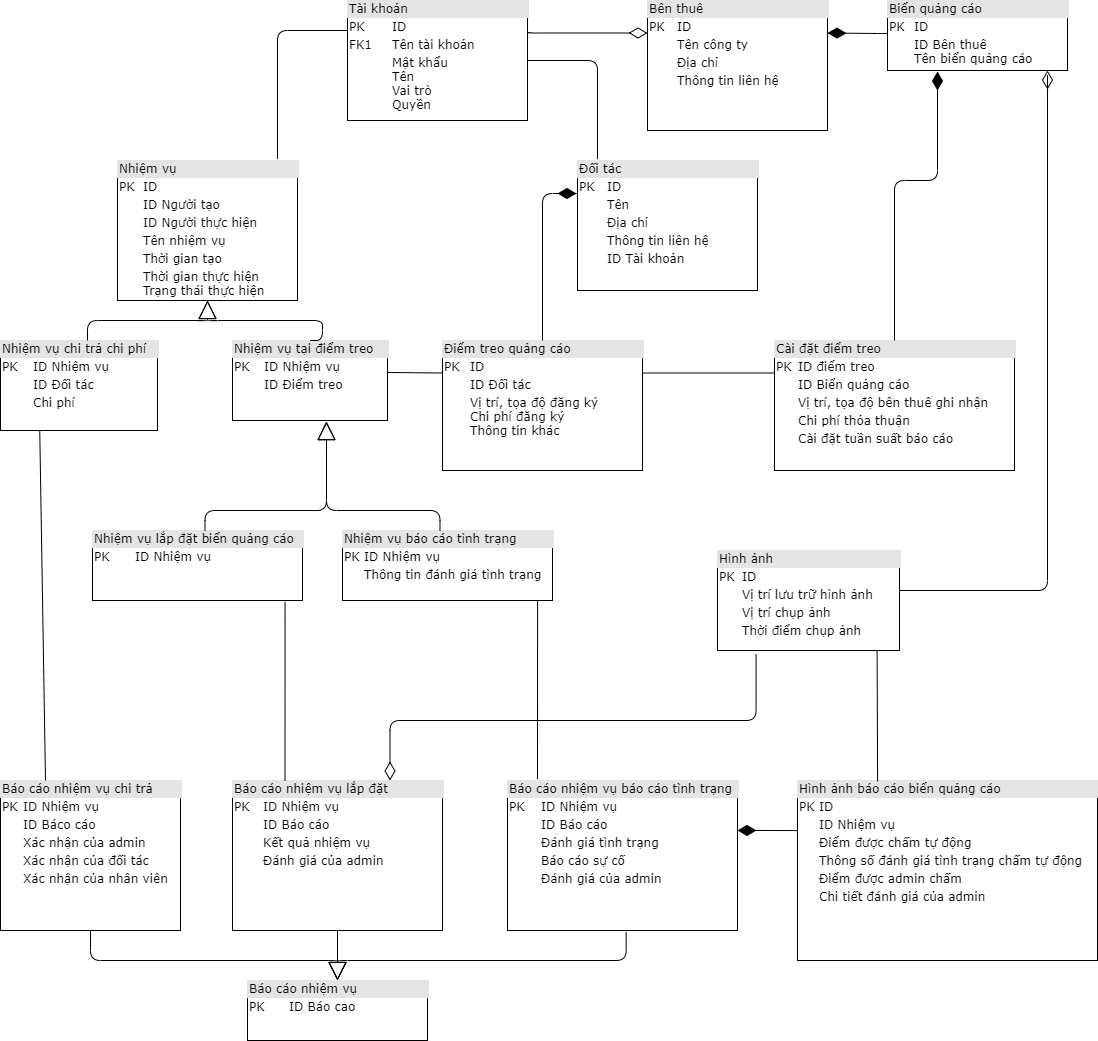 Tài khoản
PK ID
FK1 Tên tài khoản
Mật khẩu
Tên
Vai trò
Quyền
Bên thuê
PK ID
Tên công ty
Địa chỉ
Thông tin liên hệ
Biển quảng cáo
PK ID
ID Bên thuê
Tên biển quảng cáo
Nhiệm vụ
PK ID
ID Người tạo
ID Người thực hiện
Tên nhiệm vụ
Thời gian tạo
Thời gian thực hiện
Trạng thái thực hiện
Đối tác
PK ID
Tên
Địa chỉ
Thông tin liên hệ
ID Tài khoản
Nhiệm vụ chi trả chi phí
PK ID Nhiệm vụ
ID Đối tác
Chi phí
Nhiệm vụ tại điểm treo
PK ID Nhiệm vụ
ID Điểm treo
Điểm treo quảng cáo
PK ID
ID Đối tác
Vị trí, tọa độ đăng ký
Chi phí đăng ký
Thông tin khác
Cài đặt điểm treo
PK ID điểm treo
ID Biển quảng cáo
Vị trí, tọa độ bên thuê ghi nhận
Chi phí thỏa thuận
Cài đặt tuần suất báo cáo
Nhiệm vụ lắp đặt biển quảng cáo
PK ID Nhiệm vụ
Nhiệm vụ báo cáo tình trạng
PK ID Nhiệm vụ
Thông tin đánh giá tình trạng
Hình ảnh
PK ID
Vị trí lưu trữ hình ảnh
Vị trí chụp ảnh
Thời điểm chụp ảnh
Báo cáo nhiệm vụ chi trả
PK ID Nhiệm vụ
ID Báco cáo
Xác nhận của admin
Xác nhận của đối tác
Xác nhận của nhân viên
Báo cáo nhiệm vụ lắp đặt
PK ID Nhiệm vụ
ID Báo cáo
Kết quả nhiệm vụ
Đánh giá của admin
Báo cáo nhiệm vụ báo cáo tình trạng
PK ID Nhiệm vụ
ID Báo cáo
Đánh giá tình trạng
Báo cáo sự cố
Đánh giá của admin
Hình ảnh báo cáo biển quảng cáo
PK ID
ID Nhiệm vụ
Điểm được chấm tự động
Thông số đánh giá tình trạng chấm tự động
Điểm được admin chấm
Chi tiết đánh giá của admin
Báo cáo nhiệm vụ
PK ID Báo cao